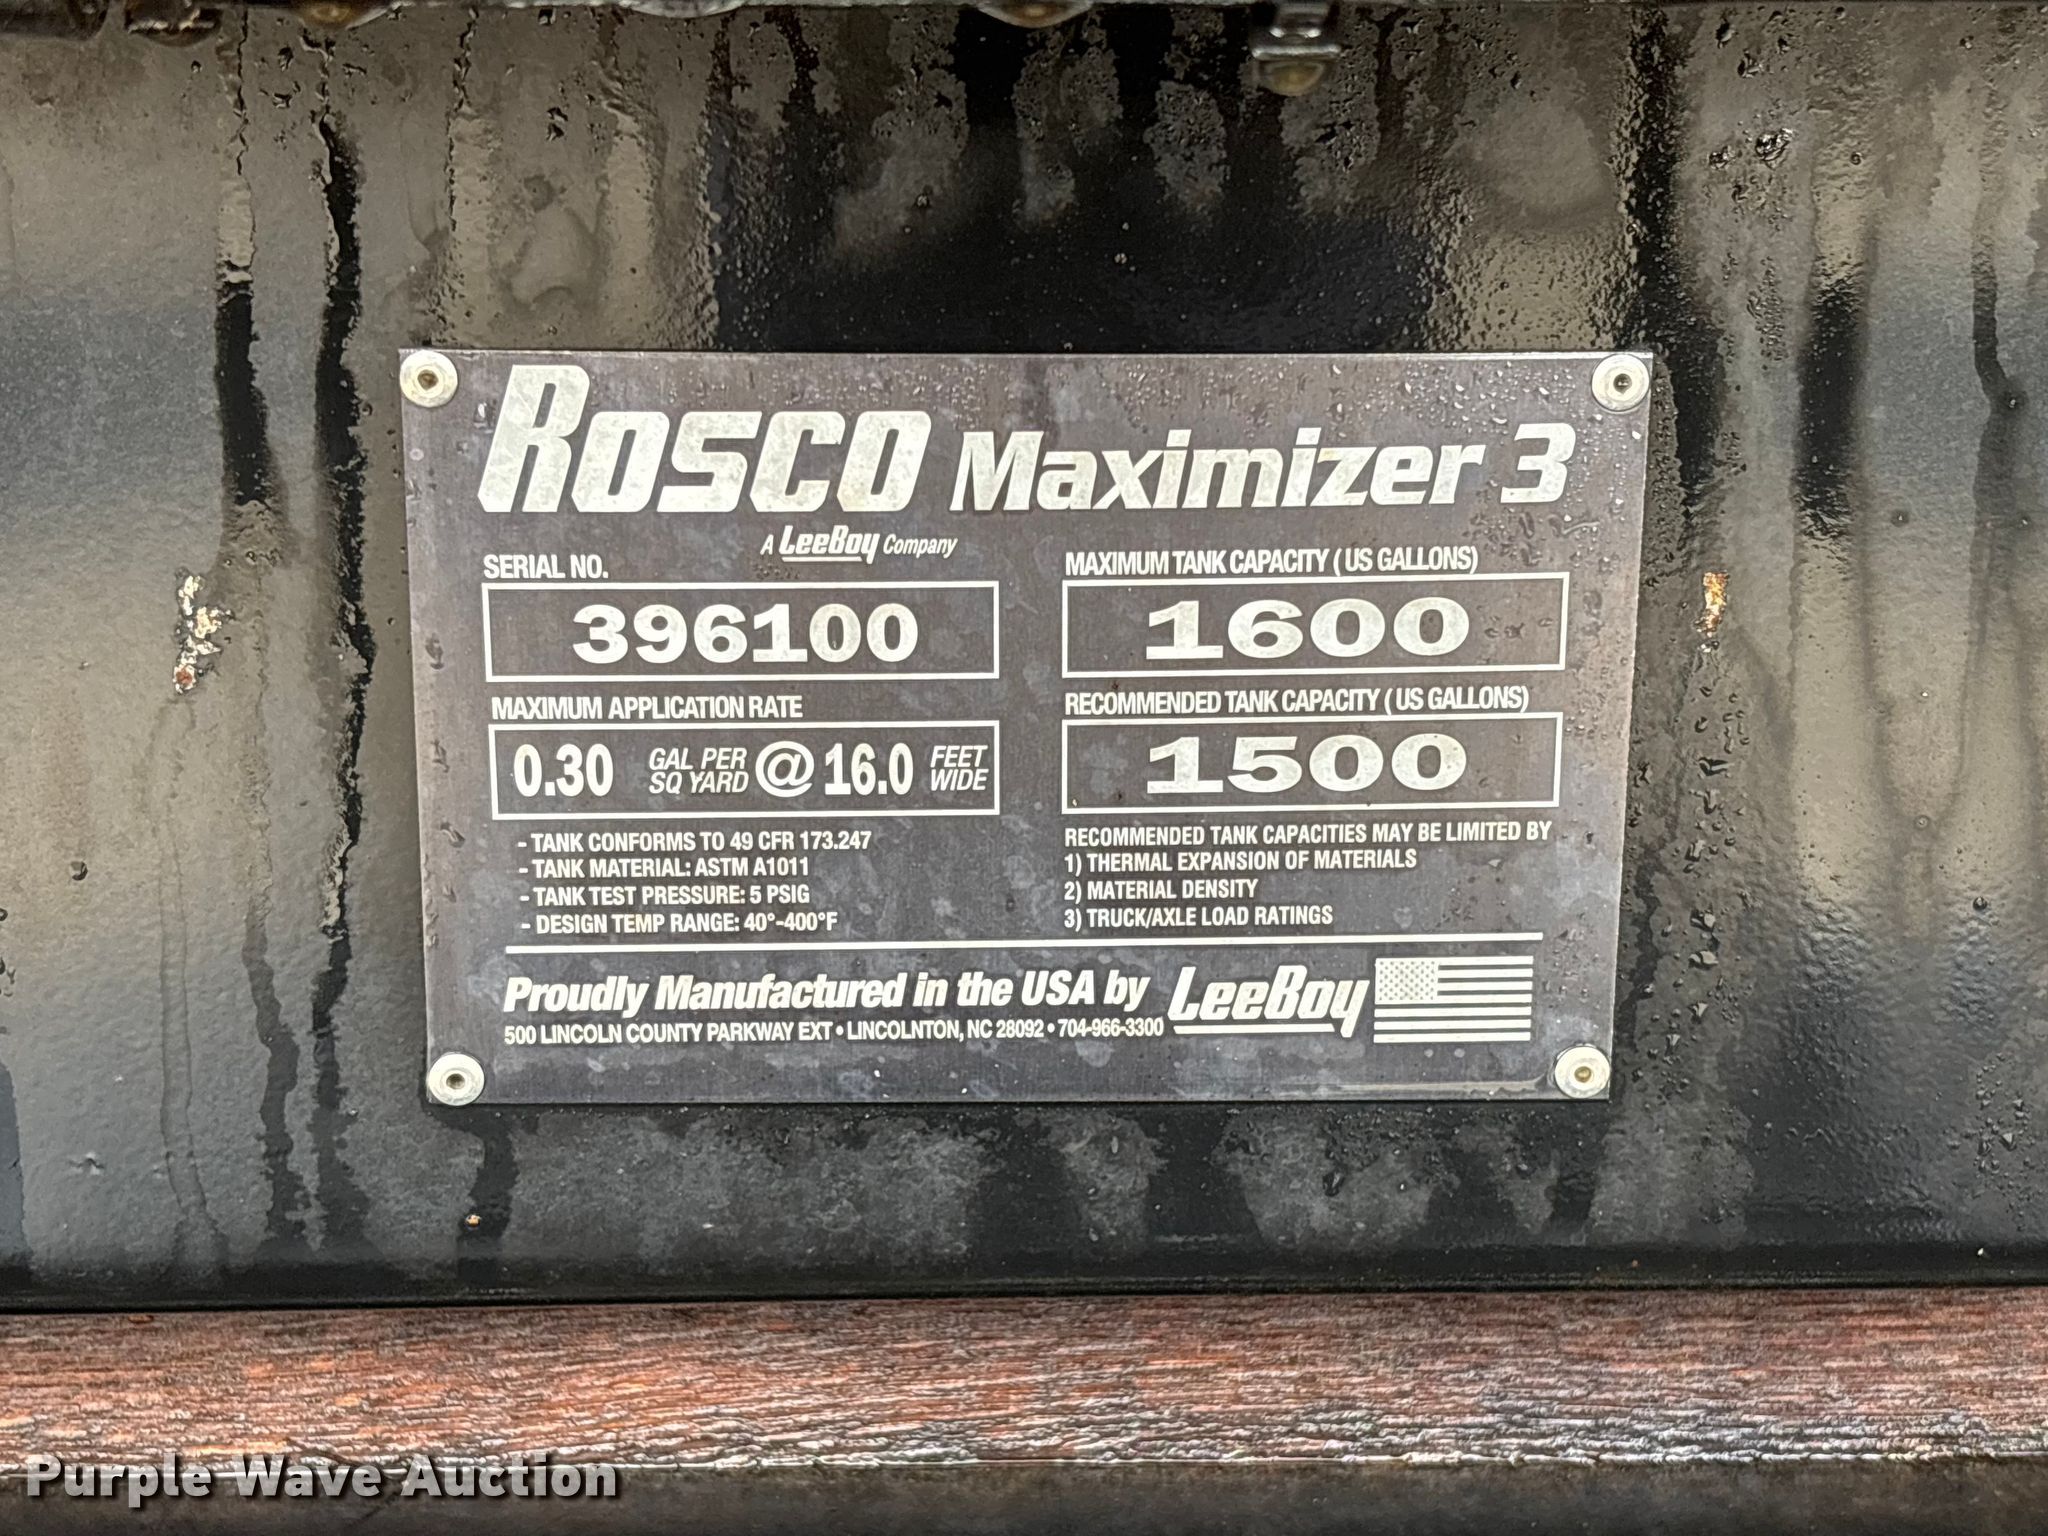 ROSCO Maximizer 3
A LeeBoy Company
SERIAL NO.
396100
MAXIMUM TANK CAPACITY ( US GALLONS)
1600
MAXIMUM APPLICATION RATE
0.30 GAL PER SQ YARD @ 16.0 FEET WIDE
RECOMMENDED TANK CAPACITY ( US GALLONS)
1500
- TANK CONFORMS TO 49 CFR 173.247
- TANK MATERIAL: ASTM A1011
- TANK TEST PRESSURE: 5 PSIG
- DESIGN TEMP RANGE: 40°-400°F
RECOMMENDED TANK CAPACITIES MAY BE LIMITED BY
1) THERMAL EXPANSION OF MATERIALS
2) MATERIAL DENSITY
3) TRUCK/AXLE LOAD RATINGS
Proudly Manufactured in the USA by LeeBoy
500 LINCOLN COUNTY PARKWAY EXT • LINCOLNTON, NC 28092 • 704-966-3300
Purple Wave Auction